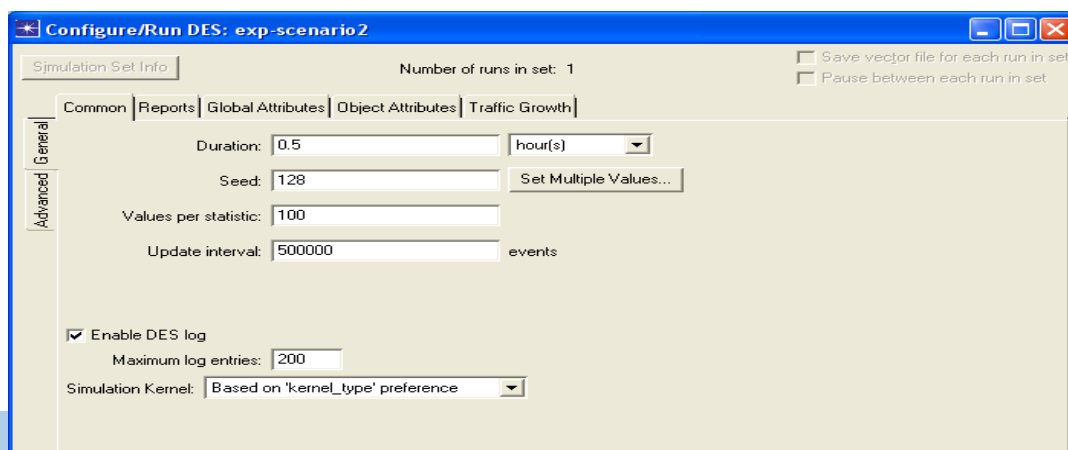 Configure/Run DES: exp-scenario2
Simulation Set Info
Number of runs in set: 1
Save vector file for each run in set
Pause between each run in set
Common Reports Global Attributes Object Attributes Traffic Growth
General
Advanced
Duration: 0.5 hour(s)
Seed: 128 Set Multiple Values...
Values per statistic: 100
Update interval: 500000 events
Enable DES log
Maximum log entries: 200
Simulation Kernel: Based on 'kernel_type' preference